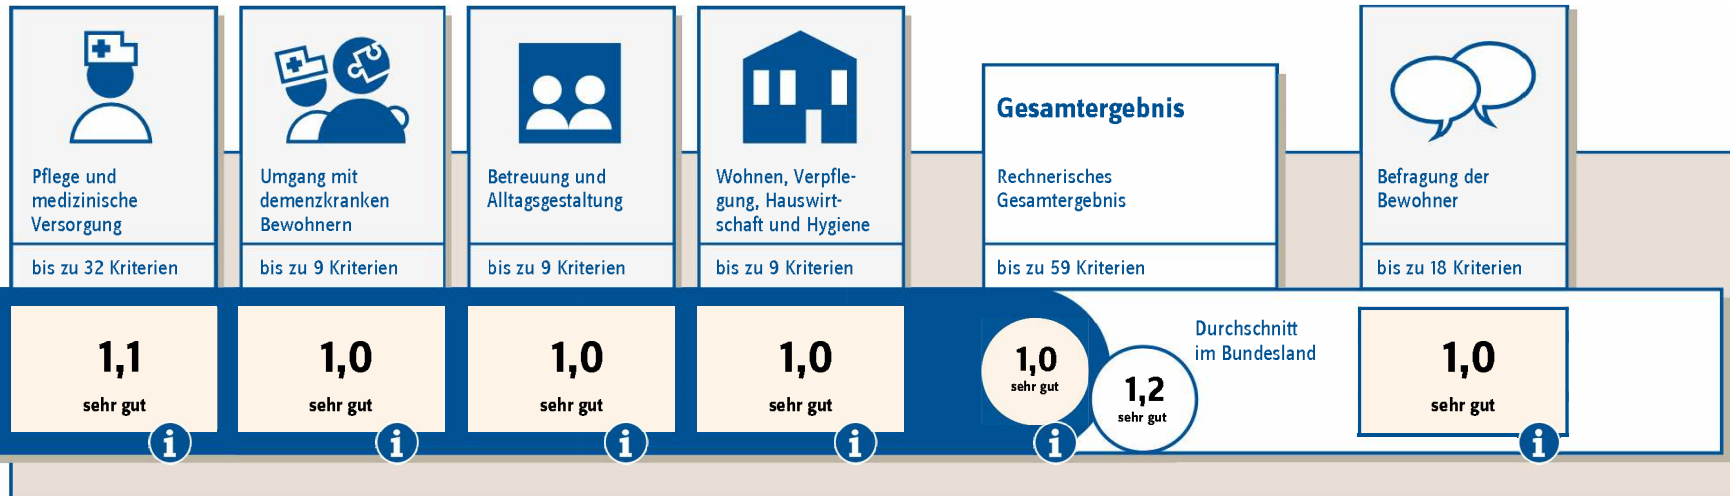 Pflege und
medizinische
Versorgung
bis zu 32 Kriterien
1,1
sehr gut
i
Umgang mit
demenzkranken
Bewohnern
bis zu 9 Kriterien
1,0
sehr gut
i
Betreuung und
Alltagsgestaltung
bis zu 9 Kriterien
1,0
sehr gut
i
Wohnen, Verpfle-
gung, Hauswirt-
schaft und Hygiene
bis zu 9 Kriterien
1,0
sehr gut
i
Gesamtergebnis
Rechnerisches
Gesamtergebnis
bis zu 59 Kriterien
1,0
sehr gut
i
Durchschnitt
im Bundesland
1,2
sehr gut
Befragung der
Bewohner
bis zu 18 Kriterien
1,0
sehr gut
i